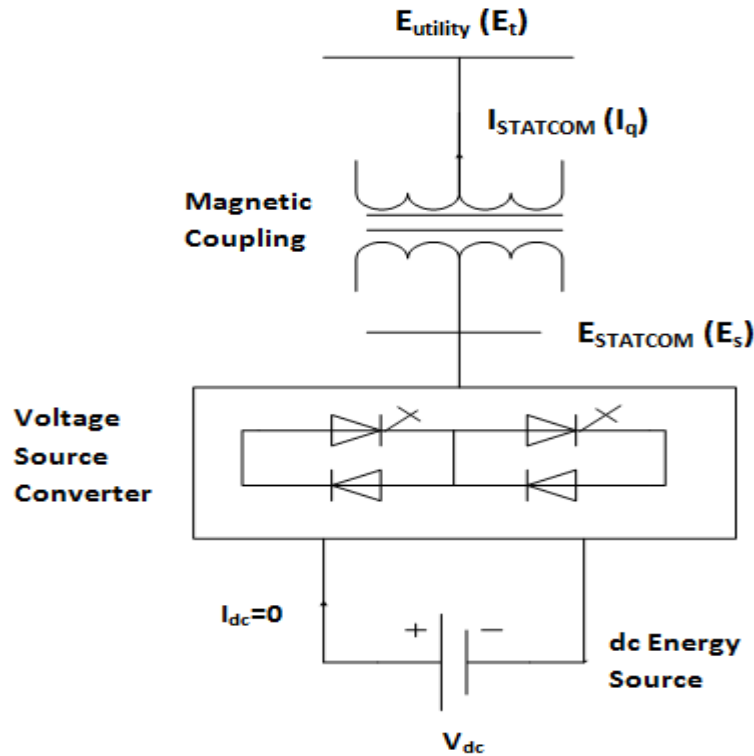 E_utility (E_t)
I_STATCOM (I_q)
Magnetic
Coupling
E_STATCOM (E_s)
Voltage
Source
Converter
I_dc=0
+ −
dc Energy
Source
V_dc